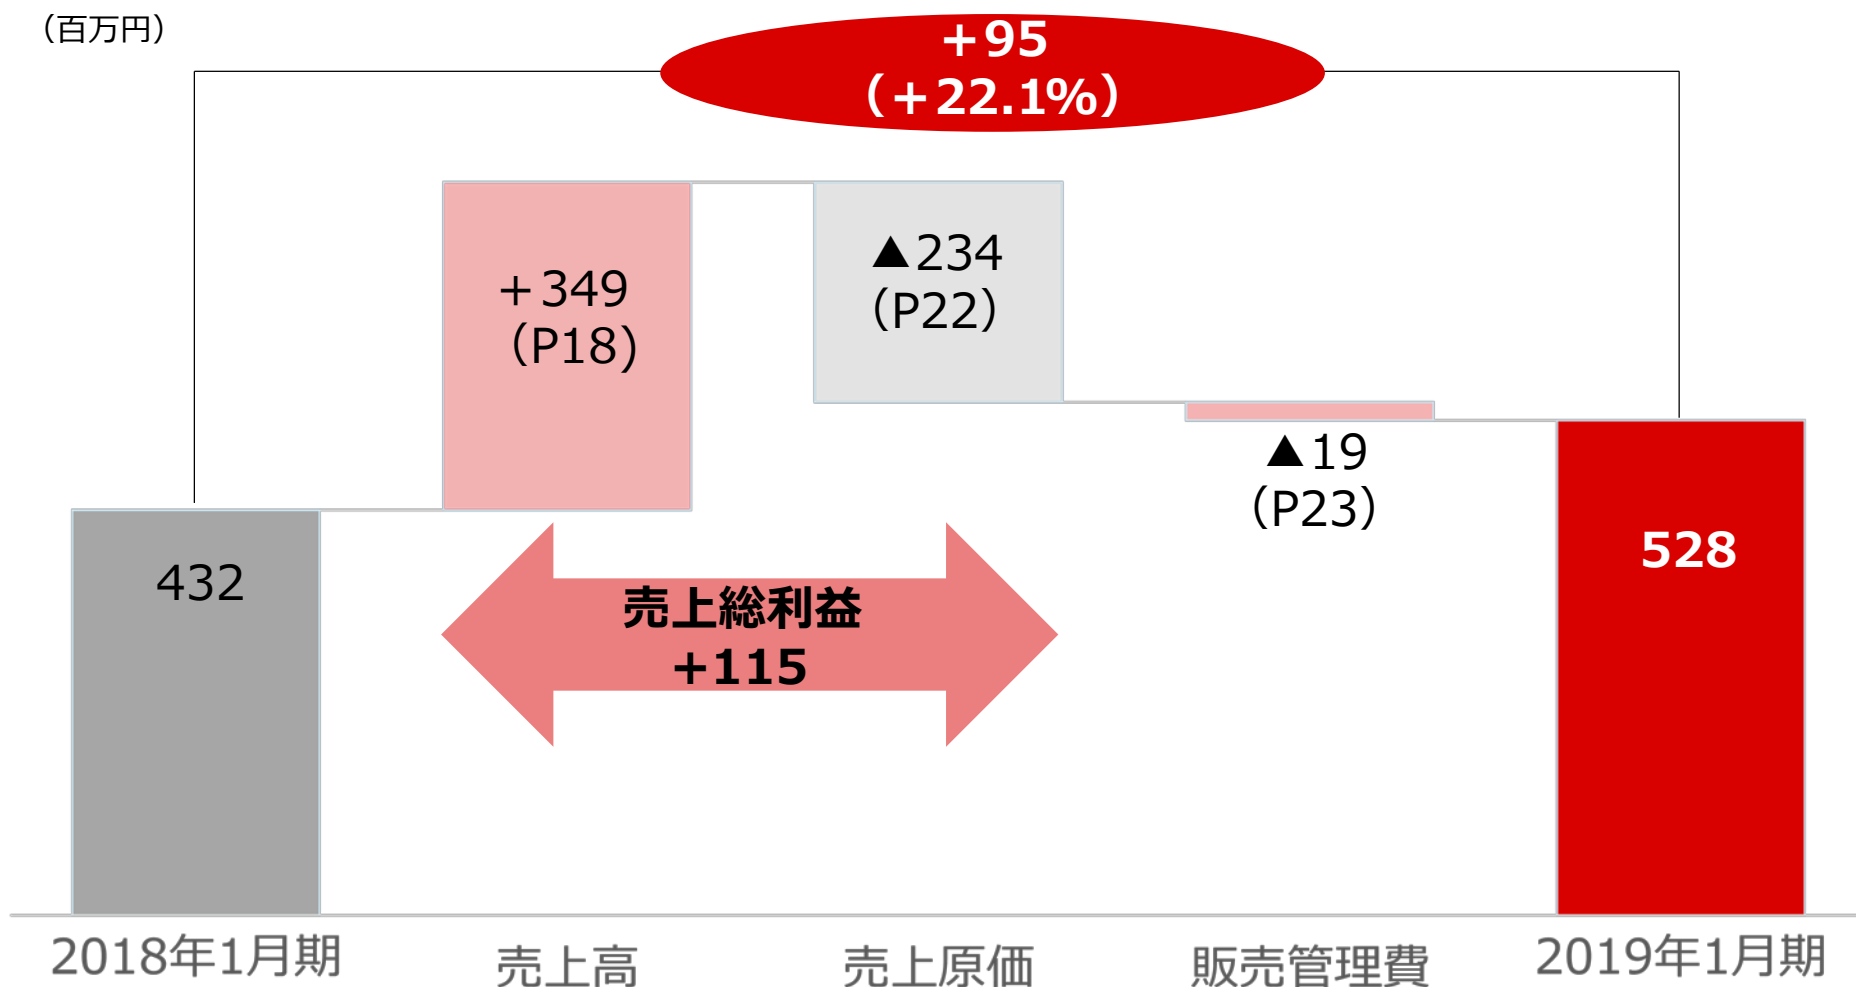 （百万円）
＋95
（＋22.1%）
＋349
（P18）
▲234
（P22）
▲19
（P23）
432
528
売上総利益
+115
2018年1月期
売上高
売上原価
販売管理費
2019年1月期